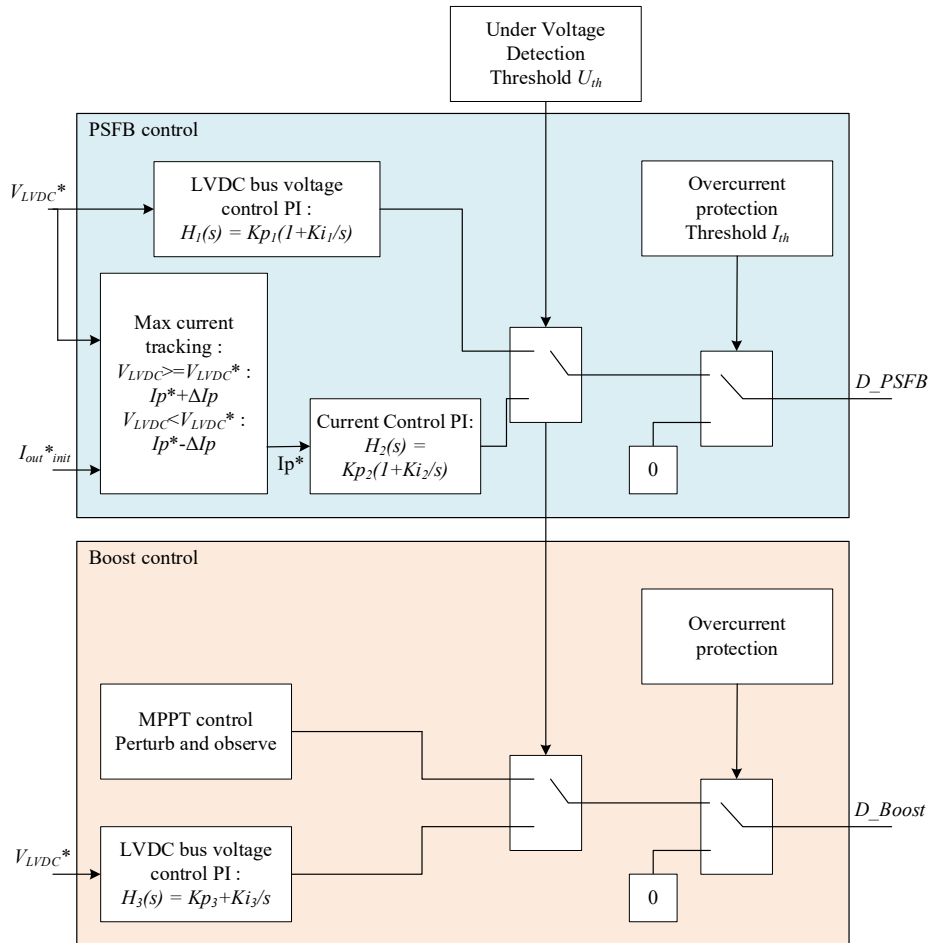 Under Voltage
Detection
Threshold U_th
PSFB control
V_LVDC*
LVDC bus voltage
control PI :
H_1(s) = Kp_1(1+Ki_1/s)
Overcurrent
protection
Threshold I_th
Max current
tracking :
V_LVDC>=V_LVDC* :
Ip*+ΔIp
V_LVDC<V_LVDC* :
Ip*-ΔIp
I_out*_init
Ip*
Current Control PI:
H_2(s) =
Kp_2(1+Ki_2/s)
0
D_PSFB
Boost control
Overcurrent
protection
MPPT control
Perturb and observe
V_LVDC*
LVDC bus voltage
control PI :
H_3(s) = Kp_3+Ki_3/s
0
D_Boost